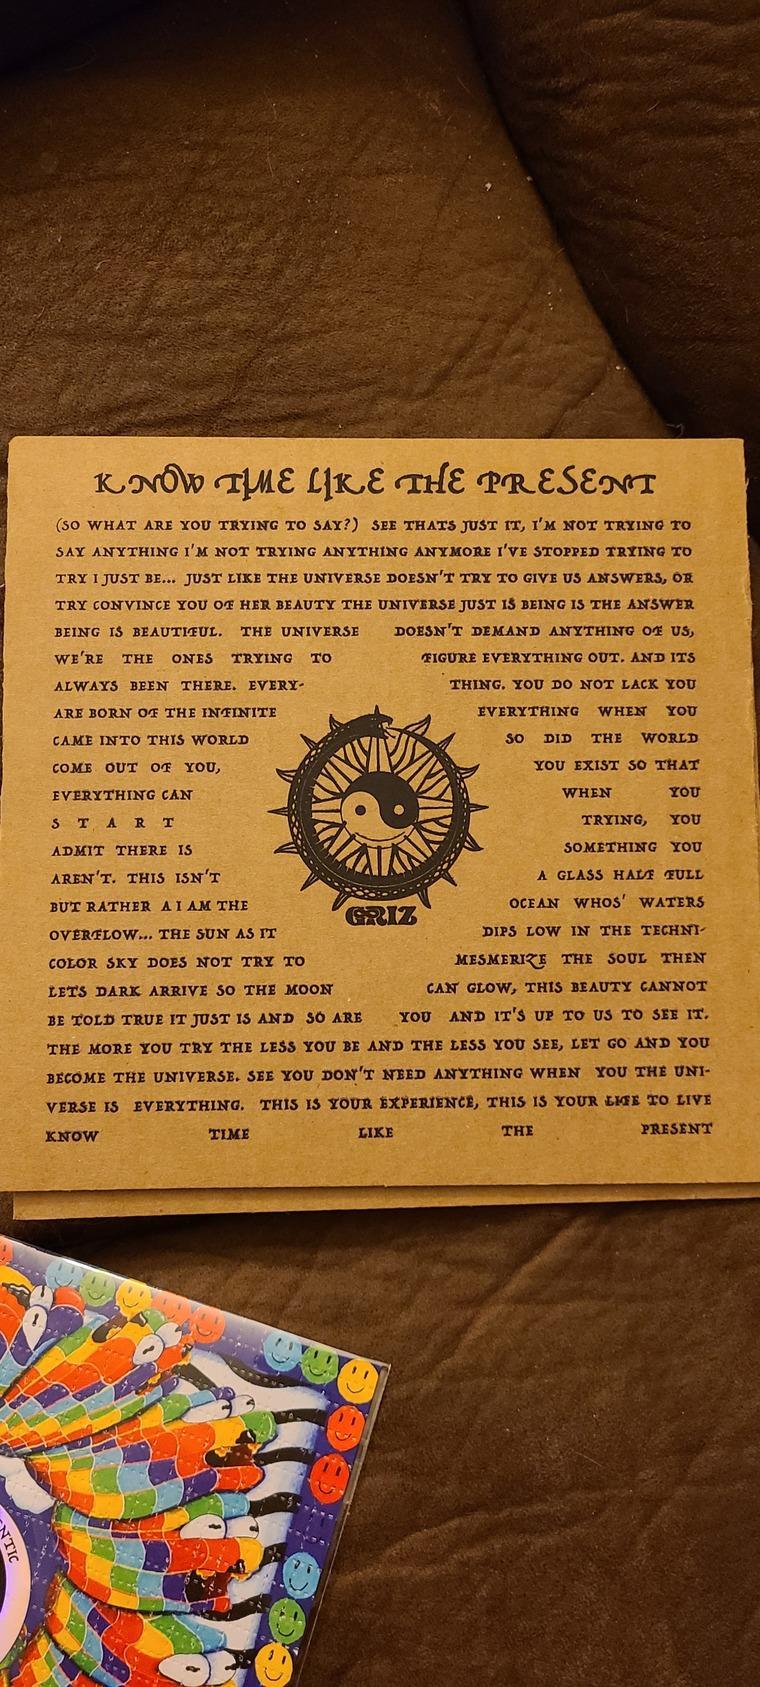 KNOW TIME LIKE THE PRESENT
(SO WHAT ARE YOU TRYING TO SAY?) SEE THATS JUST IT, I'M NOT TRYING TO
SAY ANYTHING I'M NOT TRYING ANYTHING ANYMORE I'VE STOPPED TRYING TO
TRY I JUST BE... JUST LIKE THE UNIVERSE DOESN'T TRY TO GIVE US ANSWERS, OR
TRY CONVINCE YOU OF HER BEAUTY THE UNIVERSE JUST IS BEING IS THE ANSWER
BEING IS BEAUTIFUL. THE UNIVERSE DOESN'T DEMAND ANYTHING OF US,
WE'RE THE ONES TRYING TO FIGURE EVERYTHING OUT. AND ITS
ALWAYS BEEN THERE. EVERY- THING. YOU DO NOT LACK YOU
ARE BORN OF THE INFINITE EVERYTHING WHEN YOU
CAME INTO THIS WORLD SO DID THE WORLD
COME OUT OF YOU, YOU EXIST SO THAT
EVERYTHING CAN WHEN YOU
S T A R T TRYING, YOU
ADMIT THERE IS SOMETHING YOU
AREN'T. THIS ISN'T A GLASS HALF FULL
BUT RATHER A I AM THE OCEAN WHOS' WATERS
GRIZ
OVERFLOW... THE SUN AS IT DIPS LOW IN THE TECHNI-
COLOR SKY DOES NOT TRY TO MESMERIZE THE SOUL THEN
LETS DARK ARRIVE SO THE MOON CAN GLOW, THIS BEAUTY CANNOT
BE TOLD TRUE IT JUST IS AND SO ARE YOU AND IT'S UP TO US TO SEE IT.
THE MORE YOU TRY THE LESS YOU BE AND THE LESS YOU SEE, LET GO AND YOU
BECOME THE UNIVERSE. SEE YOU DON'T NEED ANYTHING WHEN YOU THE UNI-
VERSE IS EVERYTHING. THIS IS YOUR EXPERIENCE, THIS IS YOUR LIFE TO LIVE
KNOW TIME LIKE THE PRESENT